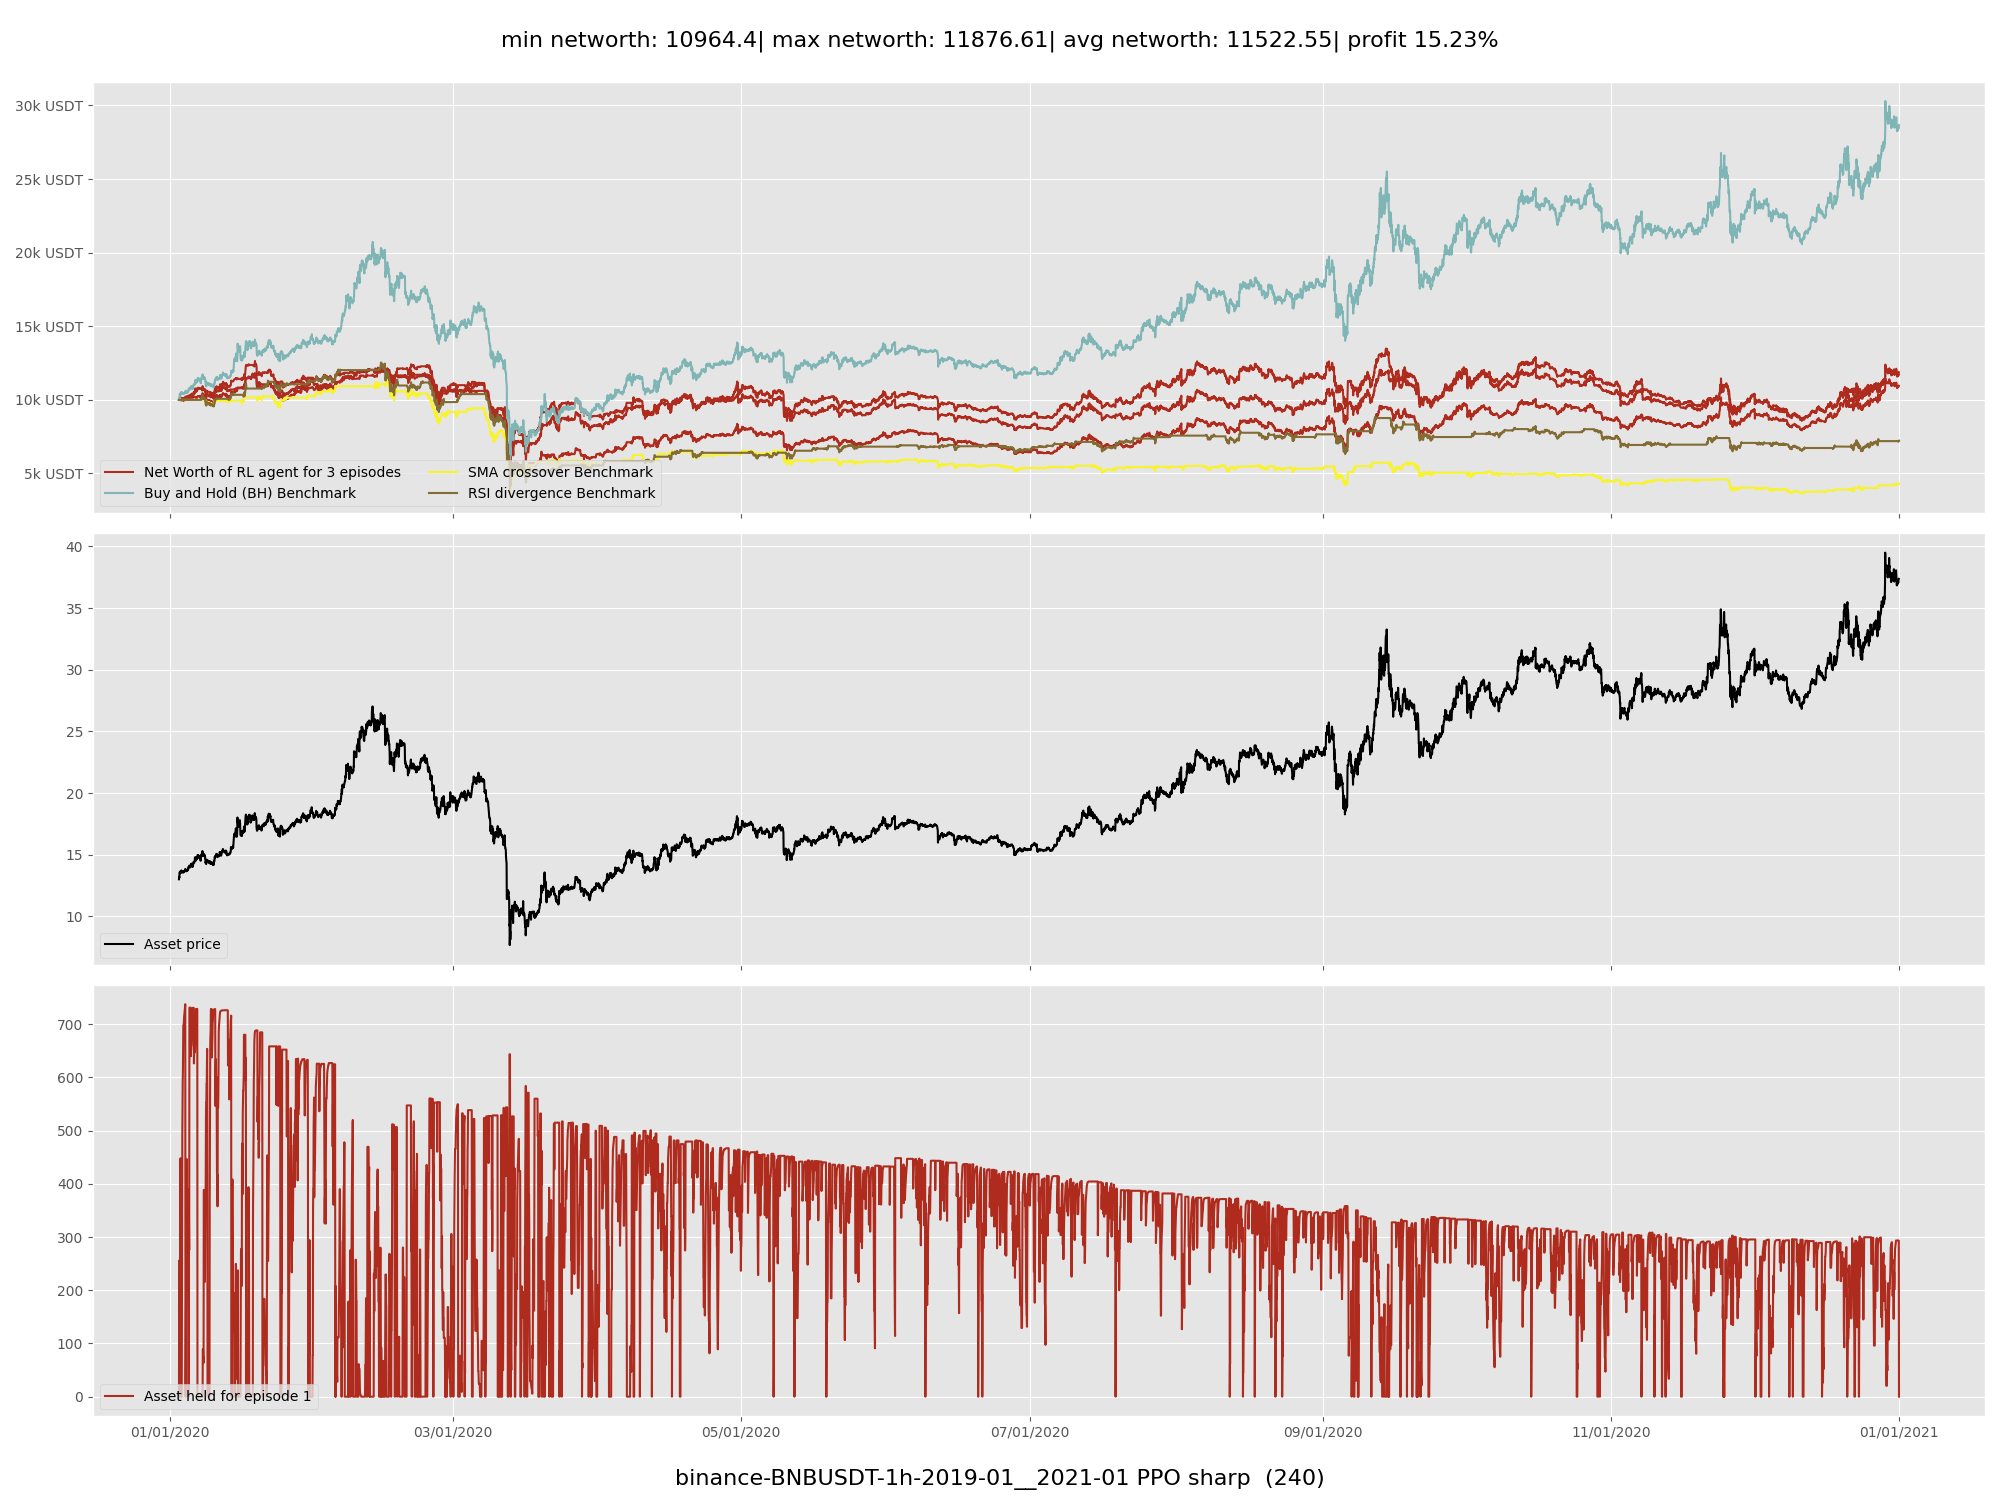 min networth: 10964.4| max networth: 11876.61| avg networth: 11522.55| profit 15.23%
30k USDT
25k USDT
20k USDT
15k USDT
10k USDT
5k USDT
Net Worth of RL agent for 3 episodes
Buy and Hold (BH) Benchmark
SMA crossover Benchmark
RSI divergence Benchmark
40
35
30
25
20
15
10
Asset price
700
600
500
400
300
200
100
0
Asset held for episode 1
01/01/2020
03/01/2020
05/01/2020
07/01/2020
09/01/2020
11/01/2020
01/01/2021
binance-BNBUSDT-1h-2019-01__2021-01 PPO sharp  (240)